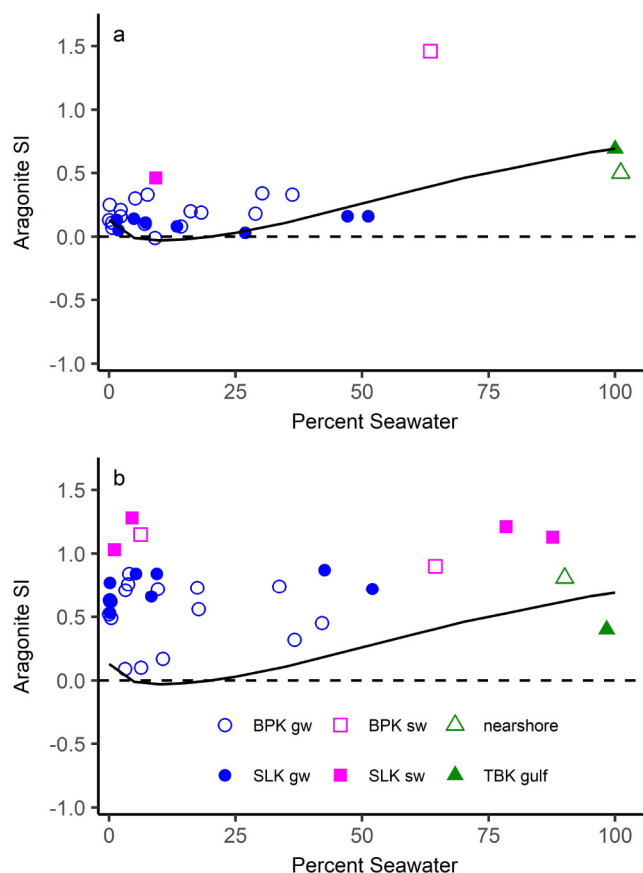 a
1.5
1.0
0.5
0.0
-0.5
-1.0
Aragonite SI
0 25 50 75 100
Percent Seawater
b
1.5
1.0
0.5
0.0
-0.5
-1.0
Aragonite SI
BPK gw BPK sw nearshore
SLK gw SLK sw TBK gulf
0 25 50 75 100
Percent Seawater